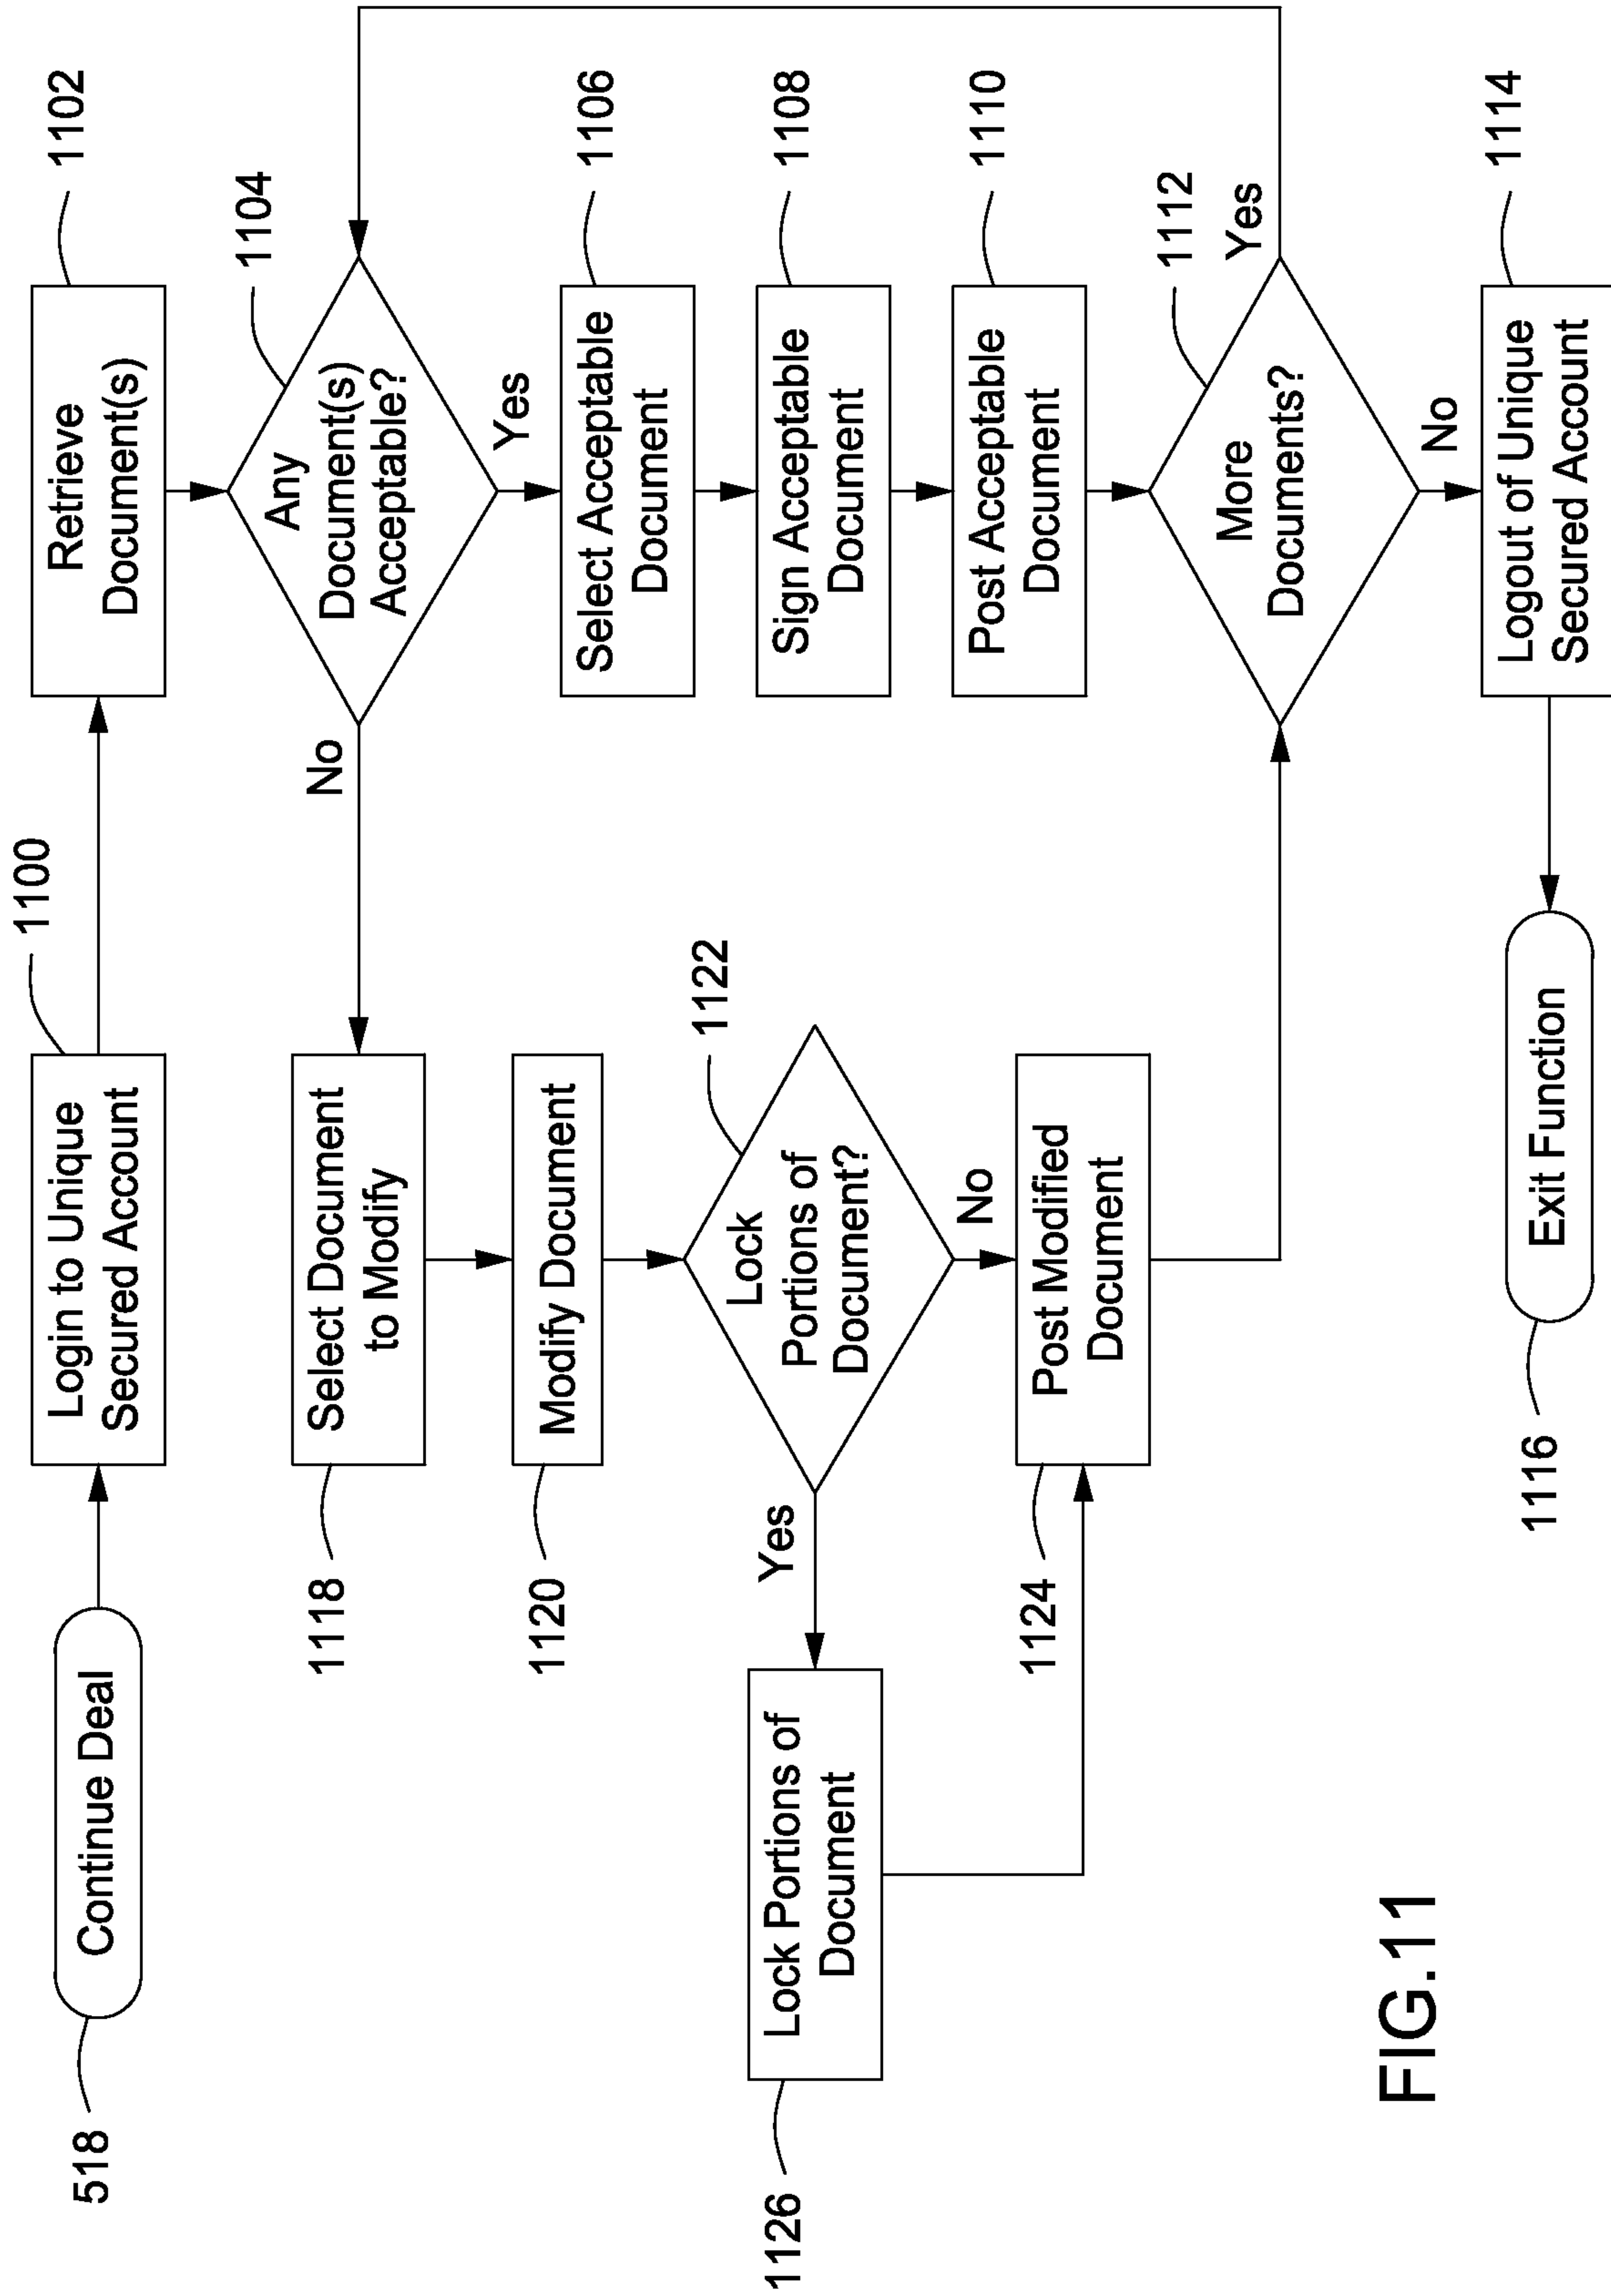 518
Continue Deal
1100
Login to Unique
Secured Account
1102
Retrieve
Document(s)
1104
Any
Document(s)
Acceptable?
No
Yes
1106
Select Acceptable
Document
1108
Sign Acceptable
Document
1110
Post Acceptable
Document
1112
More
Documents?
Yes
No
1114
Logout of Unique
Secured Account
1116
Exit Function
1118
Select Document
to Modify
1120
Modify Document
1122
Lock
Portions of
Document?
Yes
No
1124
Post Modified
Document
1126
Lock Portions of
Document
FIG.11